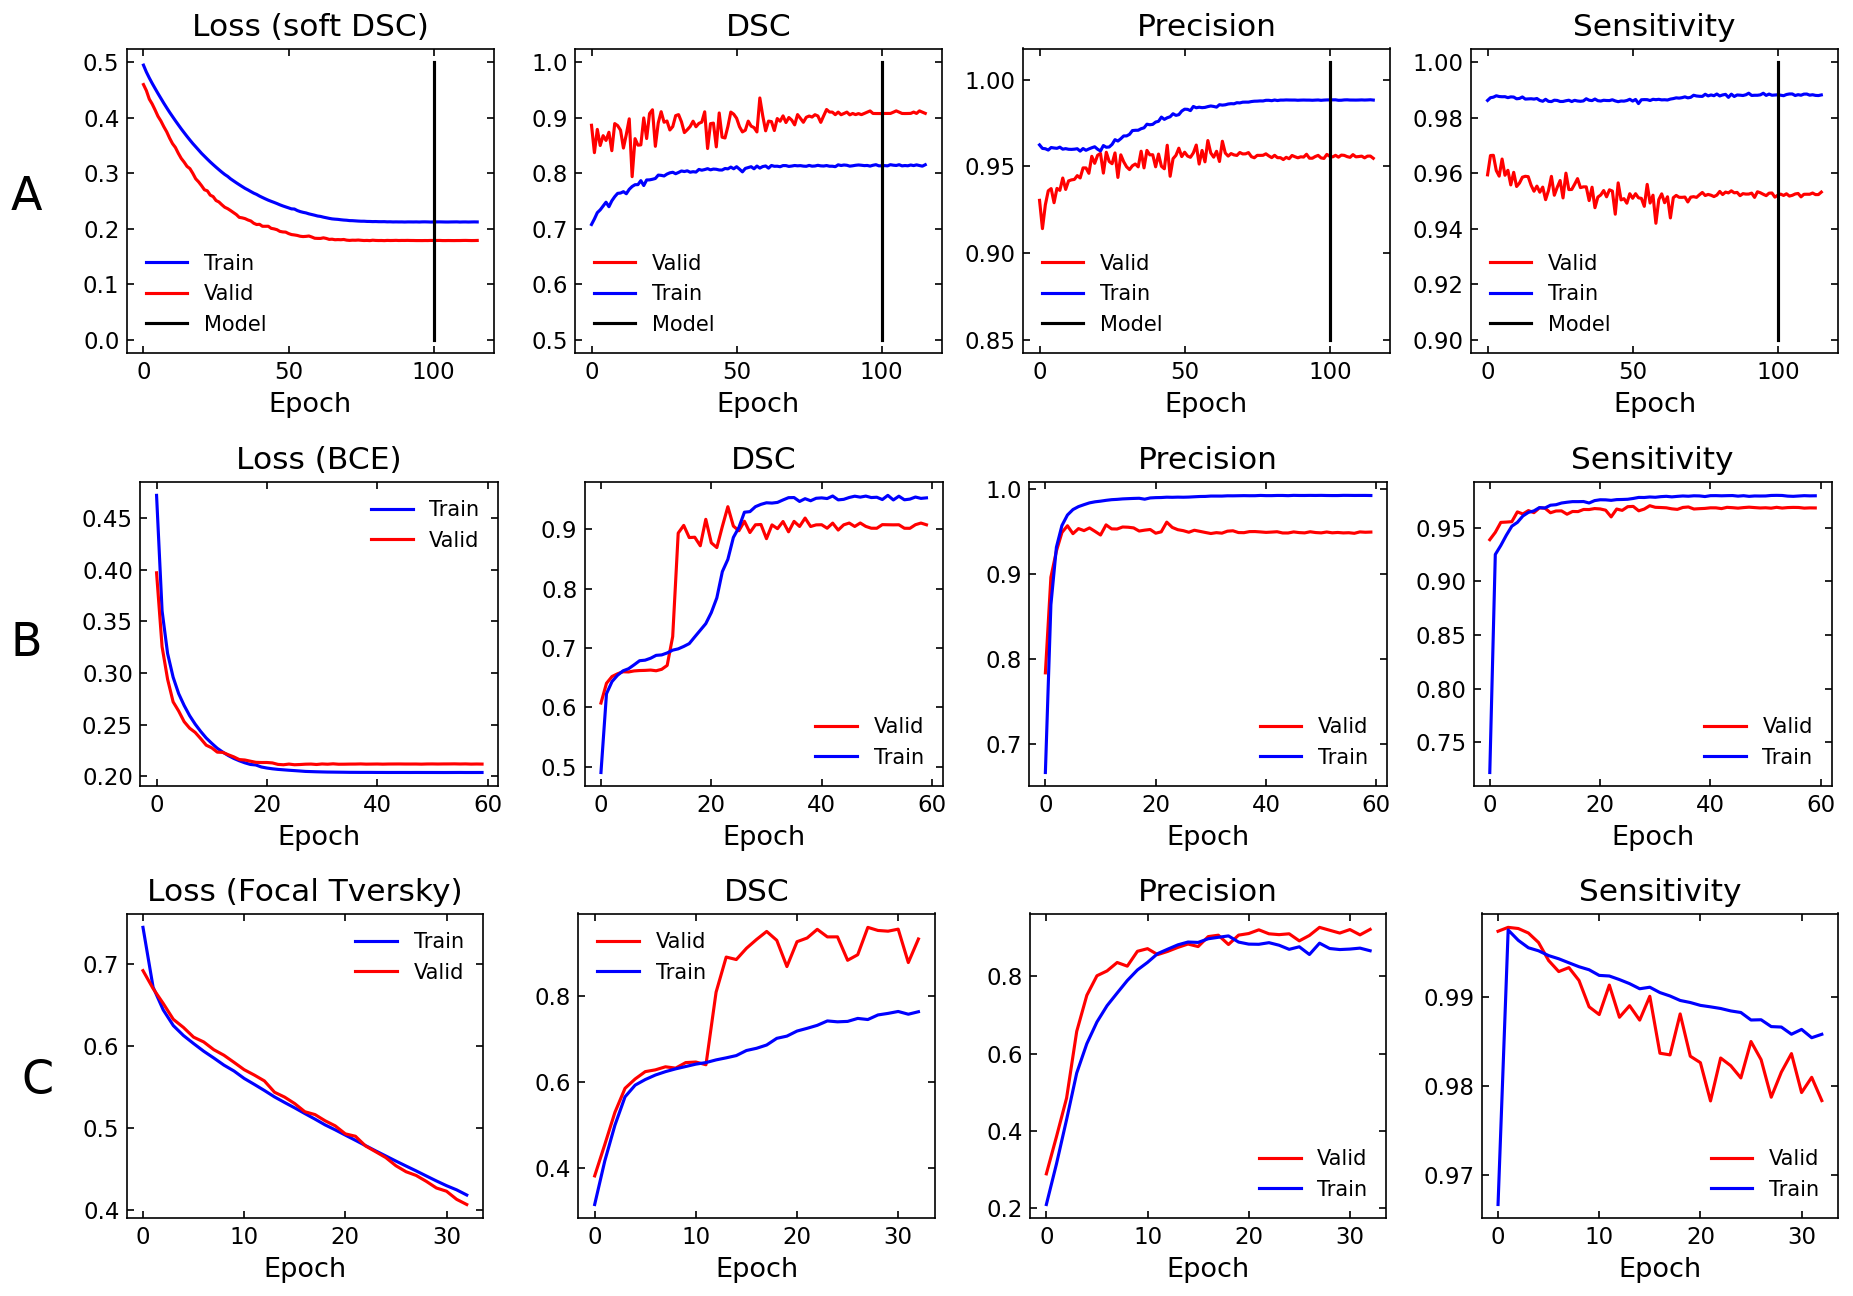 A
Loss (soft DSC)
0.5
0.4
0.3
0.2
0.1
0.0
Train
Valid
Model
0 50 100
Epoch
DSC
1.0
0.9
0.8
0.7
0.6
0.5
Valid
Train
Model
0 50 100
Epoch
Precision
1.00
0.95
0.90
0.85
Valid
Train
Model
0 50 100
Epoch
Sensitivity
1.00
0.98
0.96
0.94
0.92
0.90
Valid
Train
Model
0 50 100
Epoch
B
Loss (BCE)
0.45
0.40
0.35
0.30
0.25
0.20
Train
Valid
0 20 40 60
Epoch
DSC
0.9
0.8
0.7
0.6
0.5
Valid
Train
0 20 40 60
Epoch
Precision
1.0
0.9
0.8
0.7
Valid
Train
0 20 40 60
Epoch
Sensitivity
0.95
0.90
0.85
0.80
0.75
Valid
Train
0 20 40 60
Epoch
C
Loss (Focal Tversky)
0.7
0.6
0.5
0.4
Train
Valid
0 10 20 30
Epoch
DSC
0.8
0.6
0.4
Valid
Train
0 10 20 30
Epoch
Precision
0.8
0.6
0.4
0.2
Valid
Train
0 10 20 30
Epoch
Sensitivity
0.99
0.98
0.97
Valid
Train
0 10 20 30
Epoch